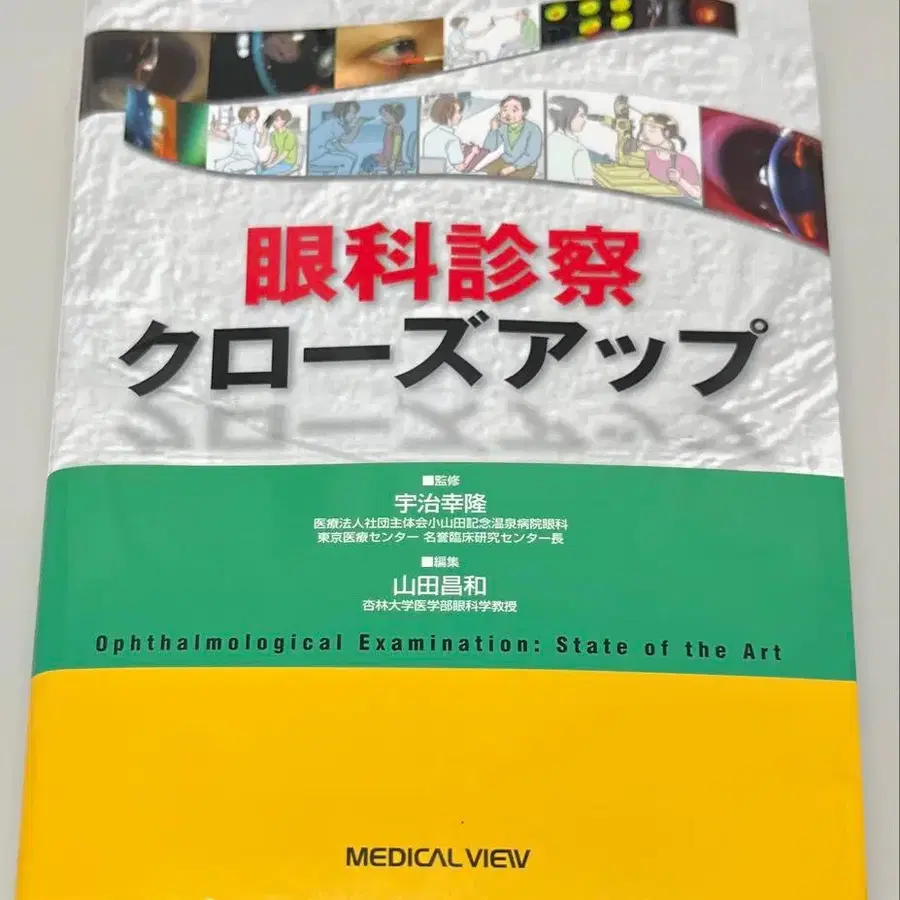 眼科診察
クローズアップ
■監修
宇治幸隆
医療法人社団主体会小山田記念温泉病院眼科
東京医療センター 名誉臨床研究センター長
■編集
山田昌和
杏林大学医学部眼科学教授
Ophthalmological Examination: State of the Art
MEDICAL VIEW